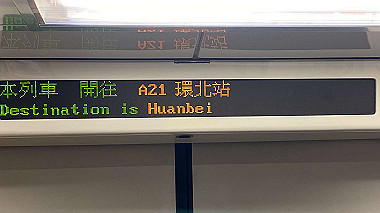 本列車 開往 A21 環北站
Destination is Huanbei